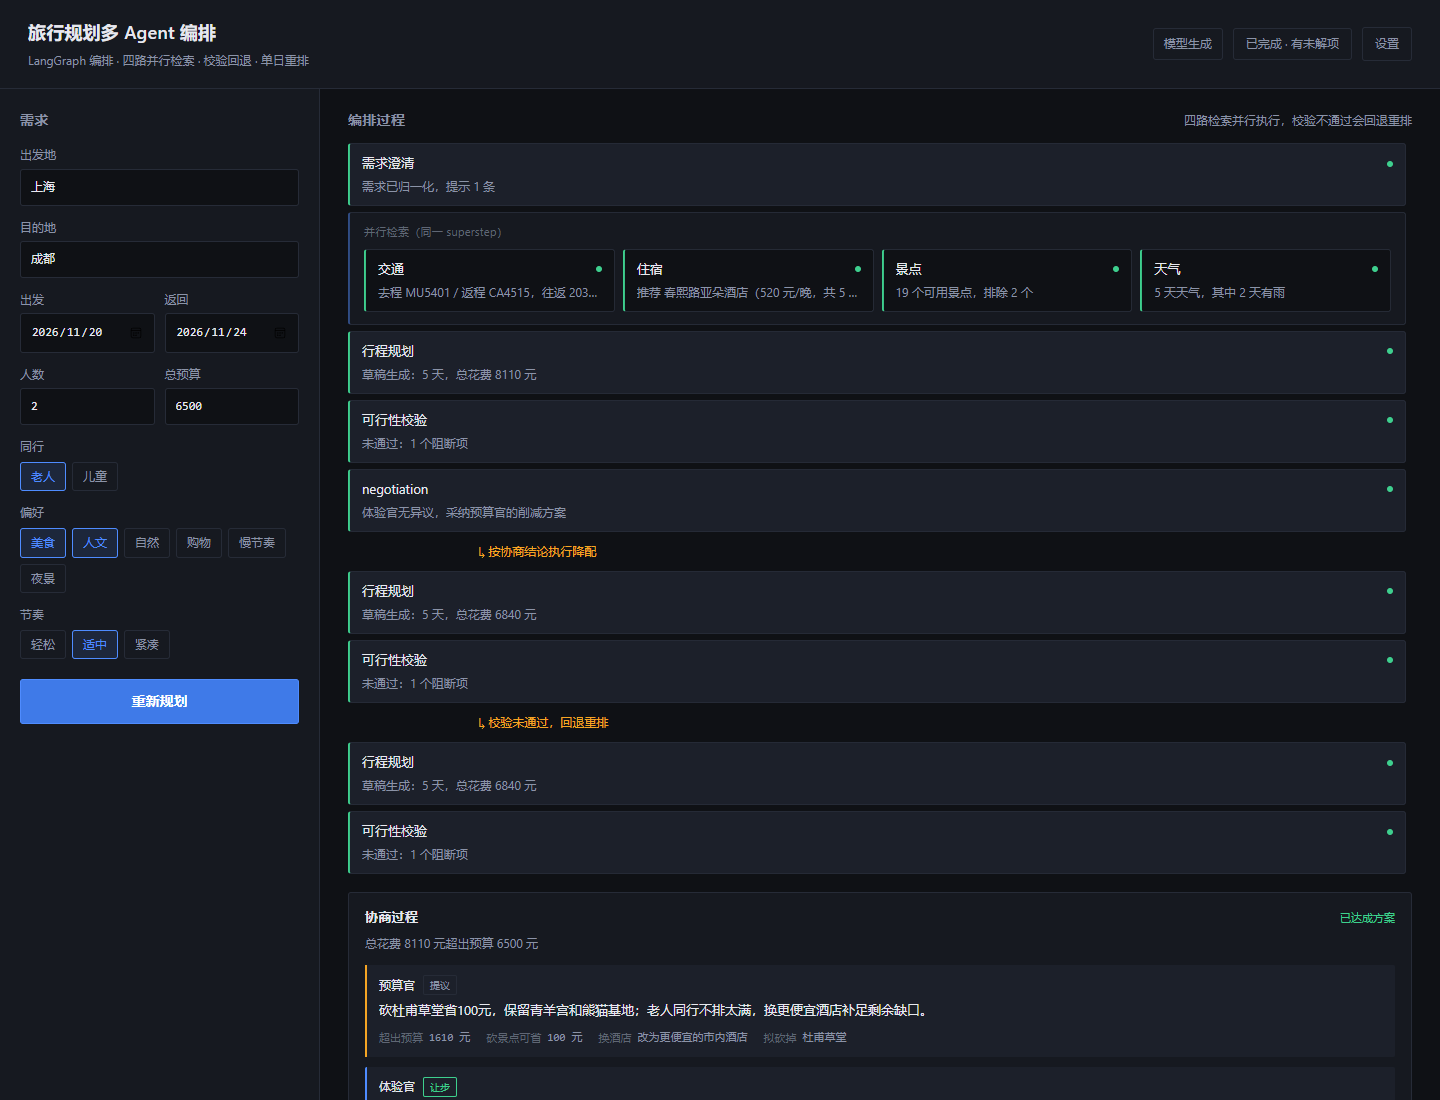 旅行规划多 Agent 编排
LangGraph 编排 · 四路并行检索 · 校验回退 · 单日重排
模型生成
已完成 · 有未解项
设置
需求
出发地
上海
目的地
成都
出发
返回
2026/11/20
2026/11/24
人数
总预算
2
6500
同行
老人
儿童
偏好
美食
人文
自然
购物
慢节奏
夜景
节奏
轻松
适中
紧凑
重新规划
编排过程
四路检索并行执行，校验不通过会回退重排
需求澄清
需求已归一化，提示 1 条
并行检索（同一 superstep）
交通
去程 MU5401 / 返程 CA4515，往返 203...
住宿
推荐 春熙路亚朵酒店（520 元/晚，共 5 ...
景点
19 个可用景点，排除 2 个
天气
5 天天气，其中 2 天有雨
行程规划
草稿生成：5 天，总花费 8110 元
可行性校验
未通过：1 个阻断项
negotiation
体验官无异议，采纳预算官的削减方案
↳ 按协商结论执行降配
行程规划
草稿生成：5 天，总花费 6840 元
可行性校验
未通过：1 个阻断项
↳ 校验未通过，回退重排
行程规划
草稿生成：5 天，总花费 6840 元
可行性校验
未通过：1 个阻断项
协商过程
已达成方案
总花费 8110 元超出预算 6500 元
预算官 提议
砍杜甫草堂省100元，保留青羊宫和熊猫基地；老人同行不排太满，换更便宜酒店补足剩余缺口。
超出预算 1610 元 砍景点可省 100 元 换酒店 改为更便宜的市内酒店 拟砍掉 杜甫草堂
体验官 让步